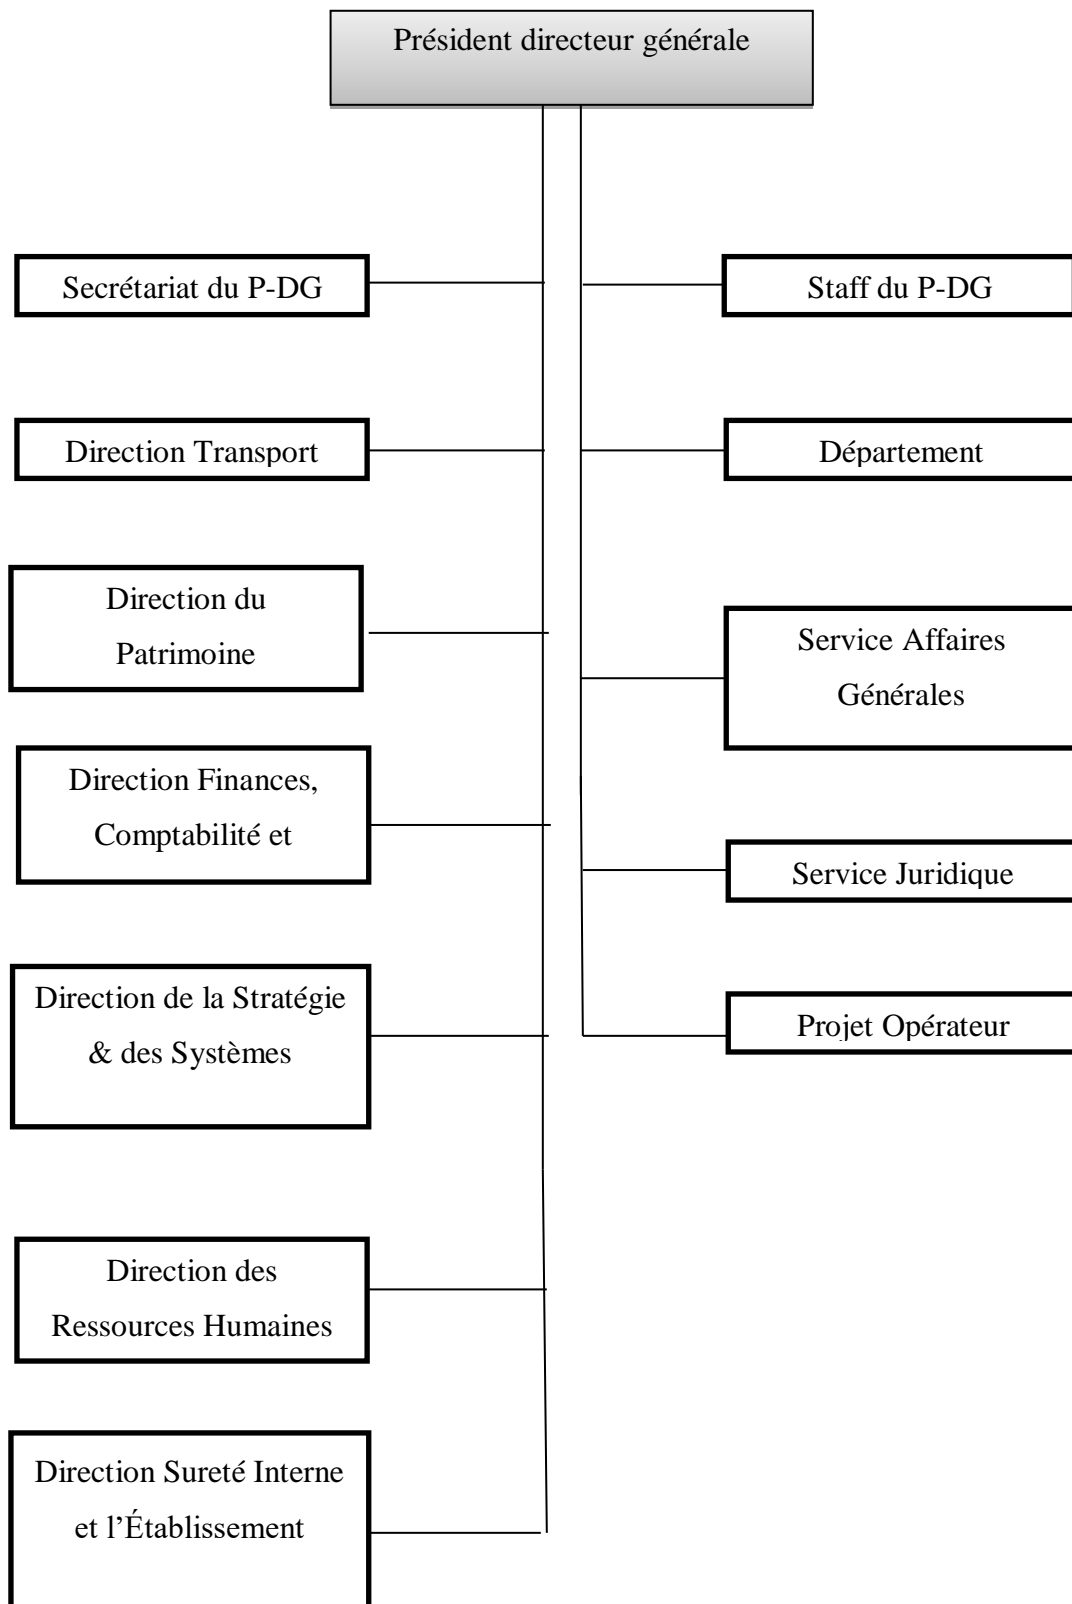 Président directeur générale
Secrétariat du P-DG
Staff du P-DG
Direction Transport
Département
Direction du
Patrimoine
Service Affaires
Générales
Direction Finances,
Comptabilité et
Service Juridique
Direction de la Stratégie
& des Systèmes
Projet Opérateur
Direction des
Ressources Humaines
Direction Sureté Interne
et l’Établissement